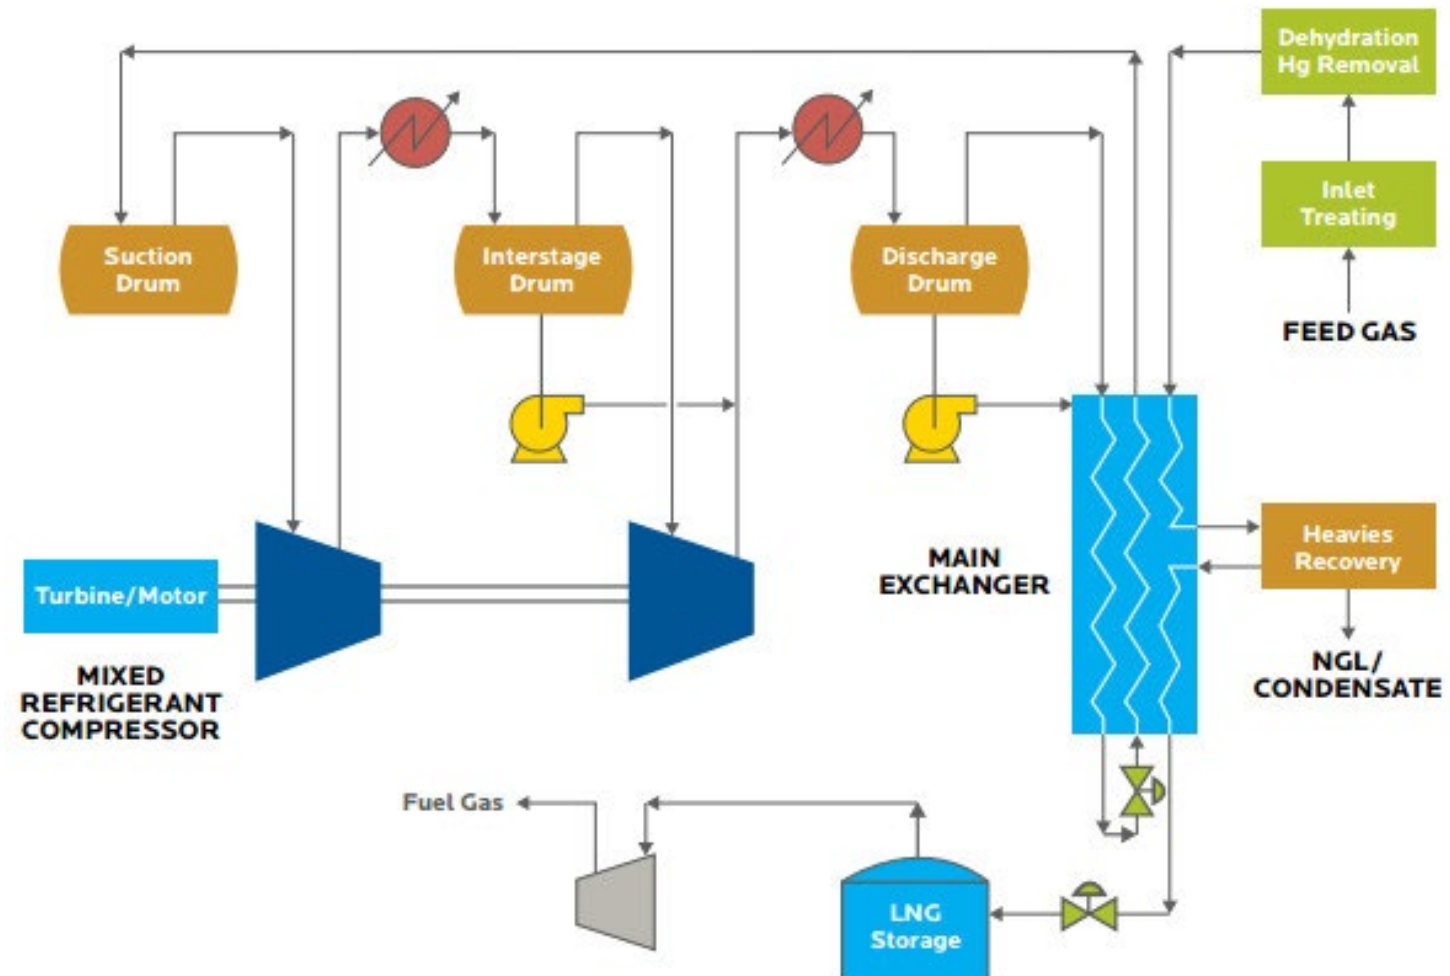 Dehydration
Hg Removal
Inlet
Treating
FEED GAS
Suction
Drum
Interstage
Drum
Discharge
Drum
MAIN
EXCHANGER
Heavies
Recovery
NGL/
CONDENSATE
Turbine/Motor
MIXED
REFRIGERANT
COMPRESSOR
Fuel Gas
LNG
Storage